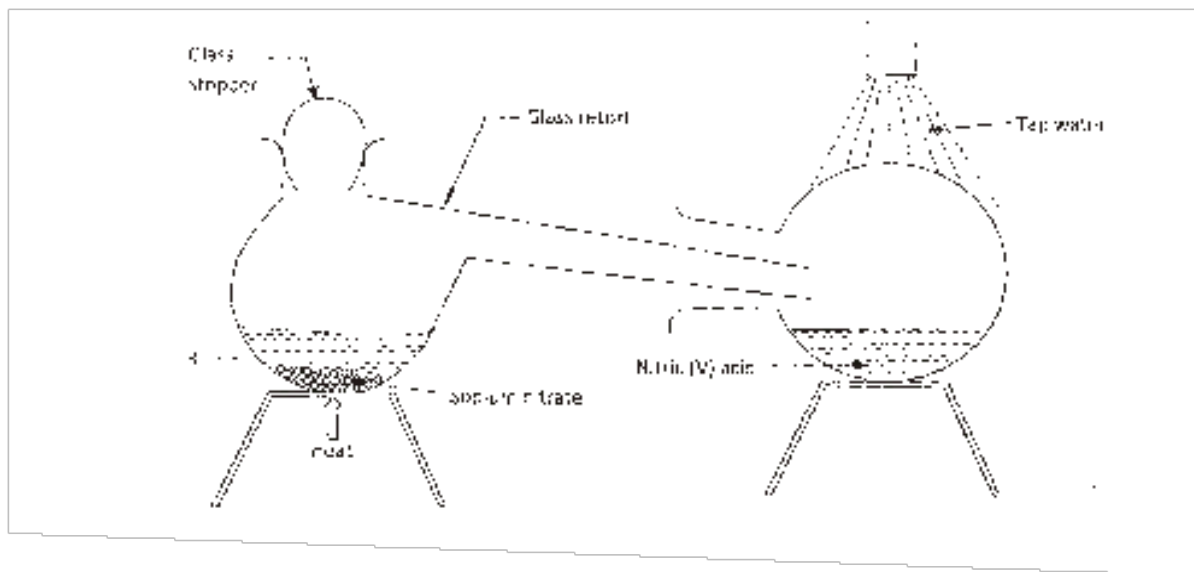 Glass
stopper
Glass retort
Tap water
Nitric (V) acid
Sodium nitrate
Heat